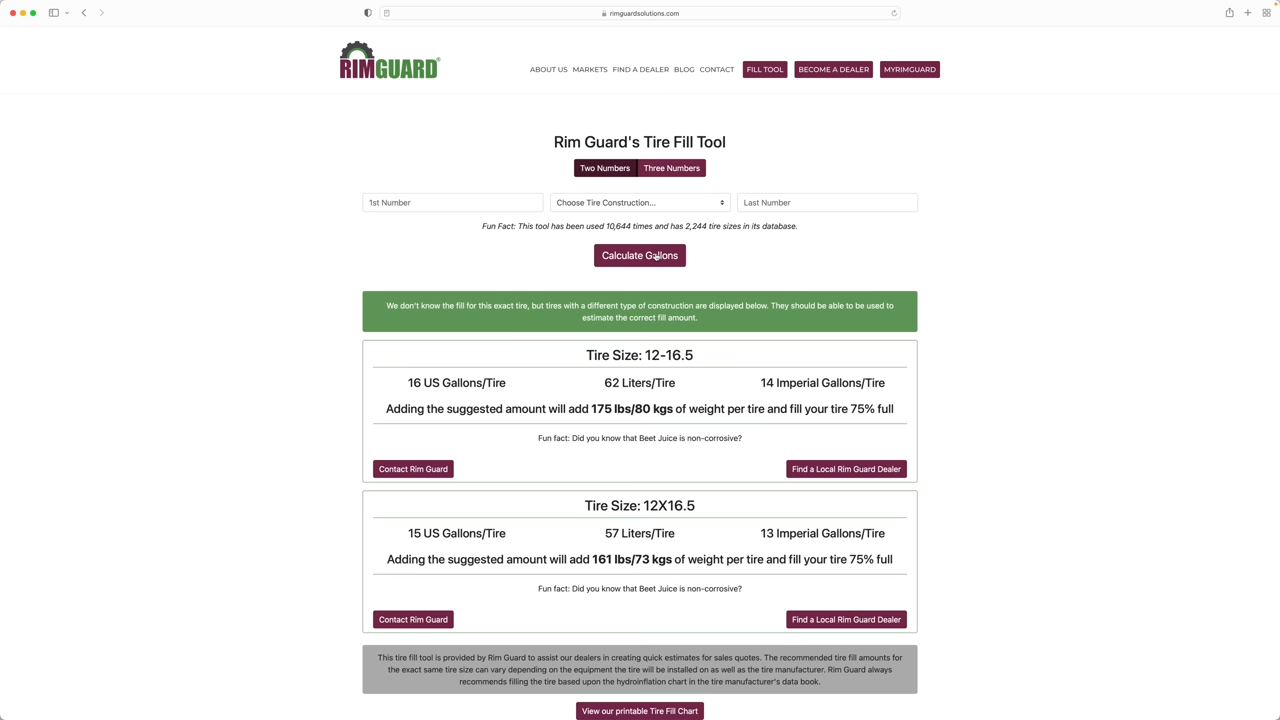 rimguardsolutions.com
RIMGUARD®
ABOUT US MARKETS FIND A DEALER BLOG CONTACT FILL TOOL BECOME A DEALER MYRIMGUARD
Rim Guard's Tire Fill Tool
Two Numbers Three Numbers
1st Number Choose Tire Construction... Last Number
Fun Fact: This tool has been used 10,644 times and has 2,244 tire sizes in its database.
Calculate Gallons
We don't know the fill for this exact tire, but tires with a different type of construction are displayed below. They should be able to be used to
estimate the correct fill amount.
Tire Size: 12-16.5
16 US Gallons/Tire 62 Liters/Tire 14 Imperial Gallons/Tire
Adding the suggested amount will add 175 lbs/80 kgs of weight per tire and fill your tire 75% full
Fun fact: Did you know that Beet Juice is non-corrosive?
Contact Rim Guard Find a Local Rim Guard Dealer
Tire Size: 12X16.5
15 US Gallons/Tire 57 Liters/Tire 13 Imperial Gallons/Tire
Adding the suggested amount will add 161 lbs/73 kgs of weight per tire and fill your tire 75% full
Fun fact: Did you know that Beet Juice is non-corrosive?
Contact Rim Guard Find a Local Rim Guard Dealer
This tire fill tool is provided by Rim Guard to assist our dealers in creating quick estimates for sales quotes. The recommended tire fill amounts for
the exact same tire size can vary depending on the equipment the tire will be installed on as well as the tire manufacturer. Rim Guard always
recommends filling the tire based upon the hydroinflation chart in the tire manufacturer's data book.
View our printable Tire Fill Chart